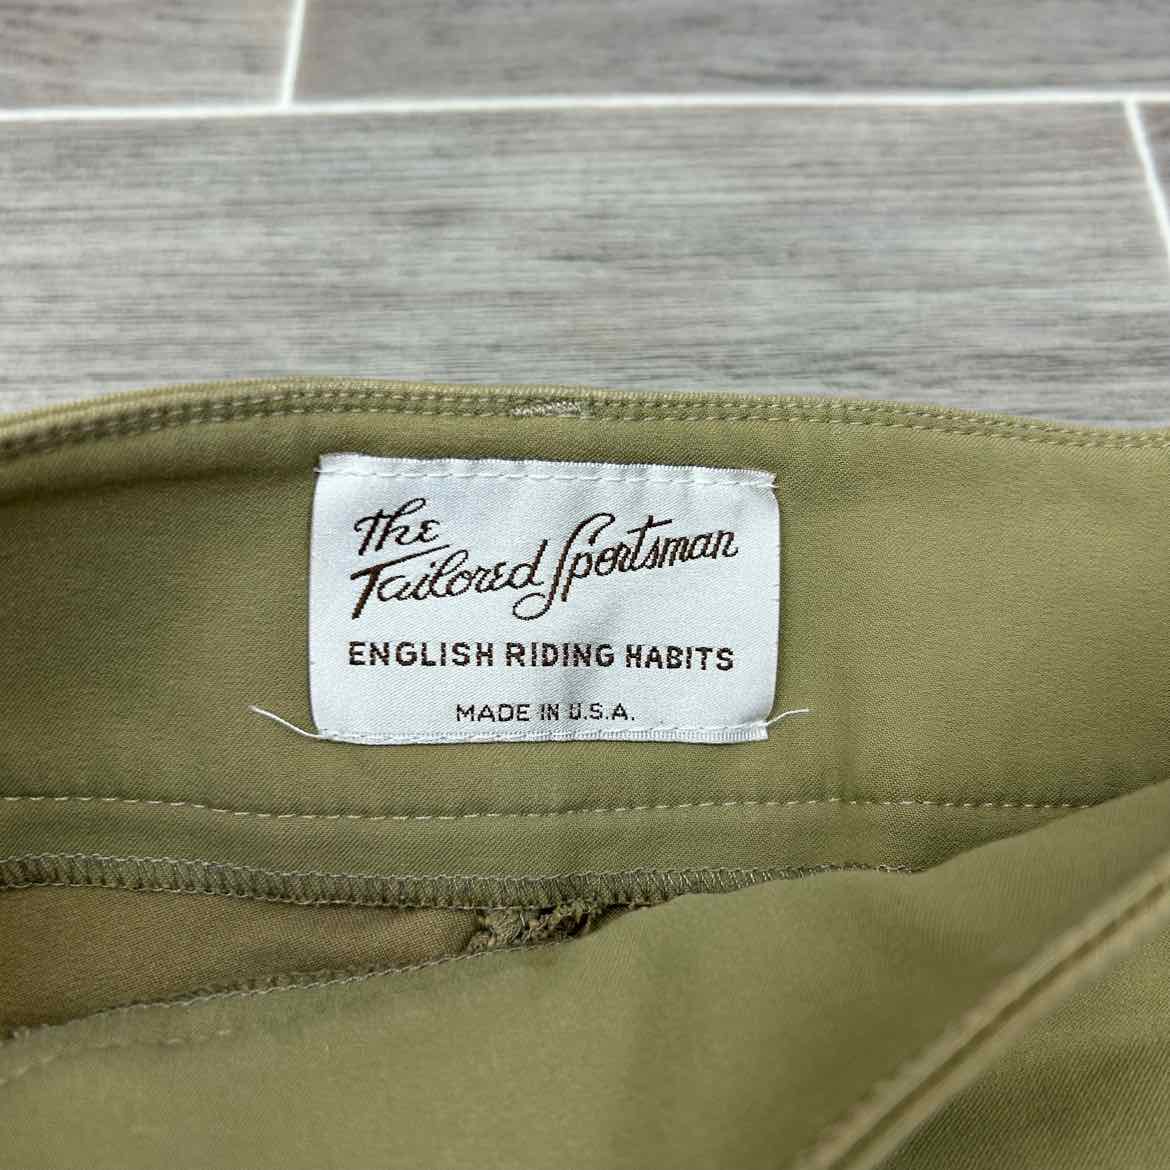 The
Tailored Sportsman
ENGLISH RIDING HABITS
MADE IN U.S.A.